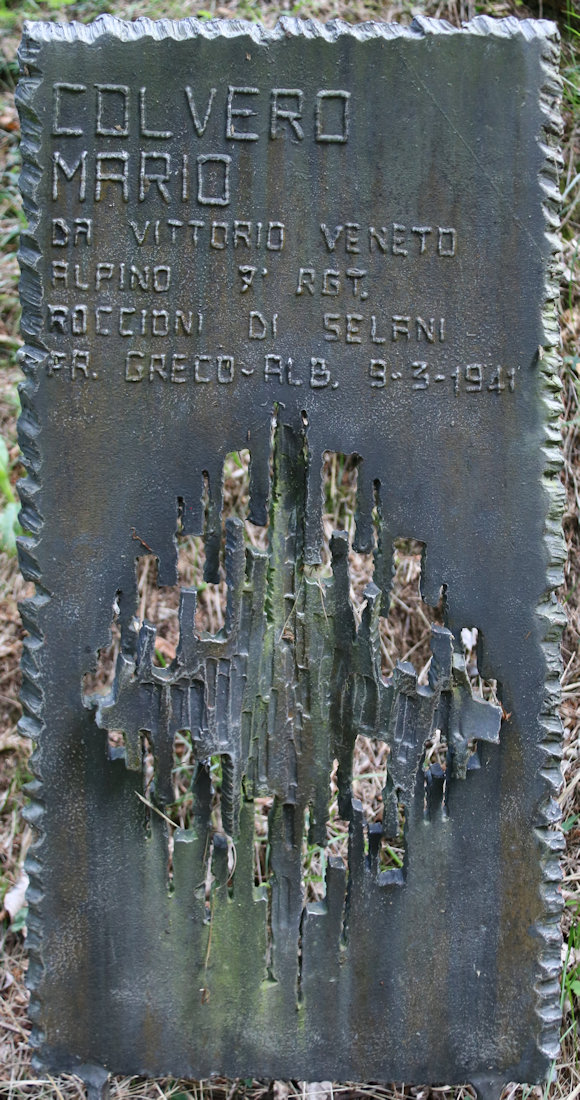 COLVERO
MARIO
DA VITTORIO VENETO
ALPINO 7° RGT.
ROCCIONI DI SELANI -
FR. GRECO-ALB. 9-3-1941